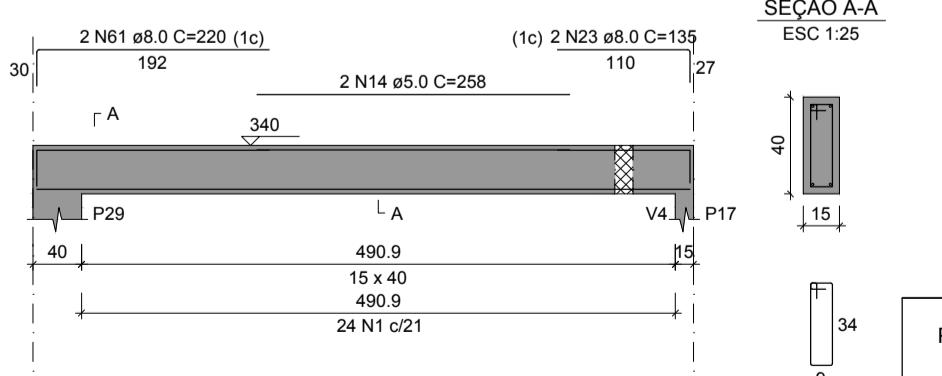 SEÇÃO A-A
ESC 1:25
2 N61 ø8.0 C=220 (1c)
(1c) 2 N23 ø8.0 C=135
30
192
110
27
2 N14 ø5.0 C=258
A
340
40
15
P29
A
V4
P17
40
490.9
15
15 x 40
490.9
24 N1 c/21
34